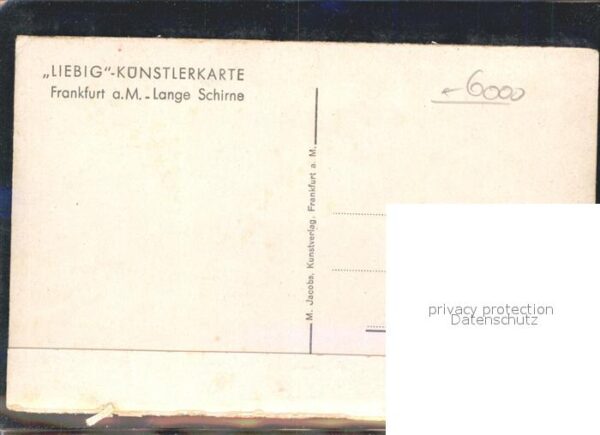 „LIEBIG“-KÜNSTLERKARTE
Frankfurt a.M. - Lange Schirne
6000
M. Jacobs, Kunstverlag, Frankfurt a. M.
privacy protection
Datenschutz